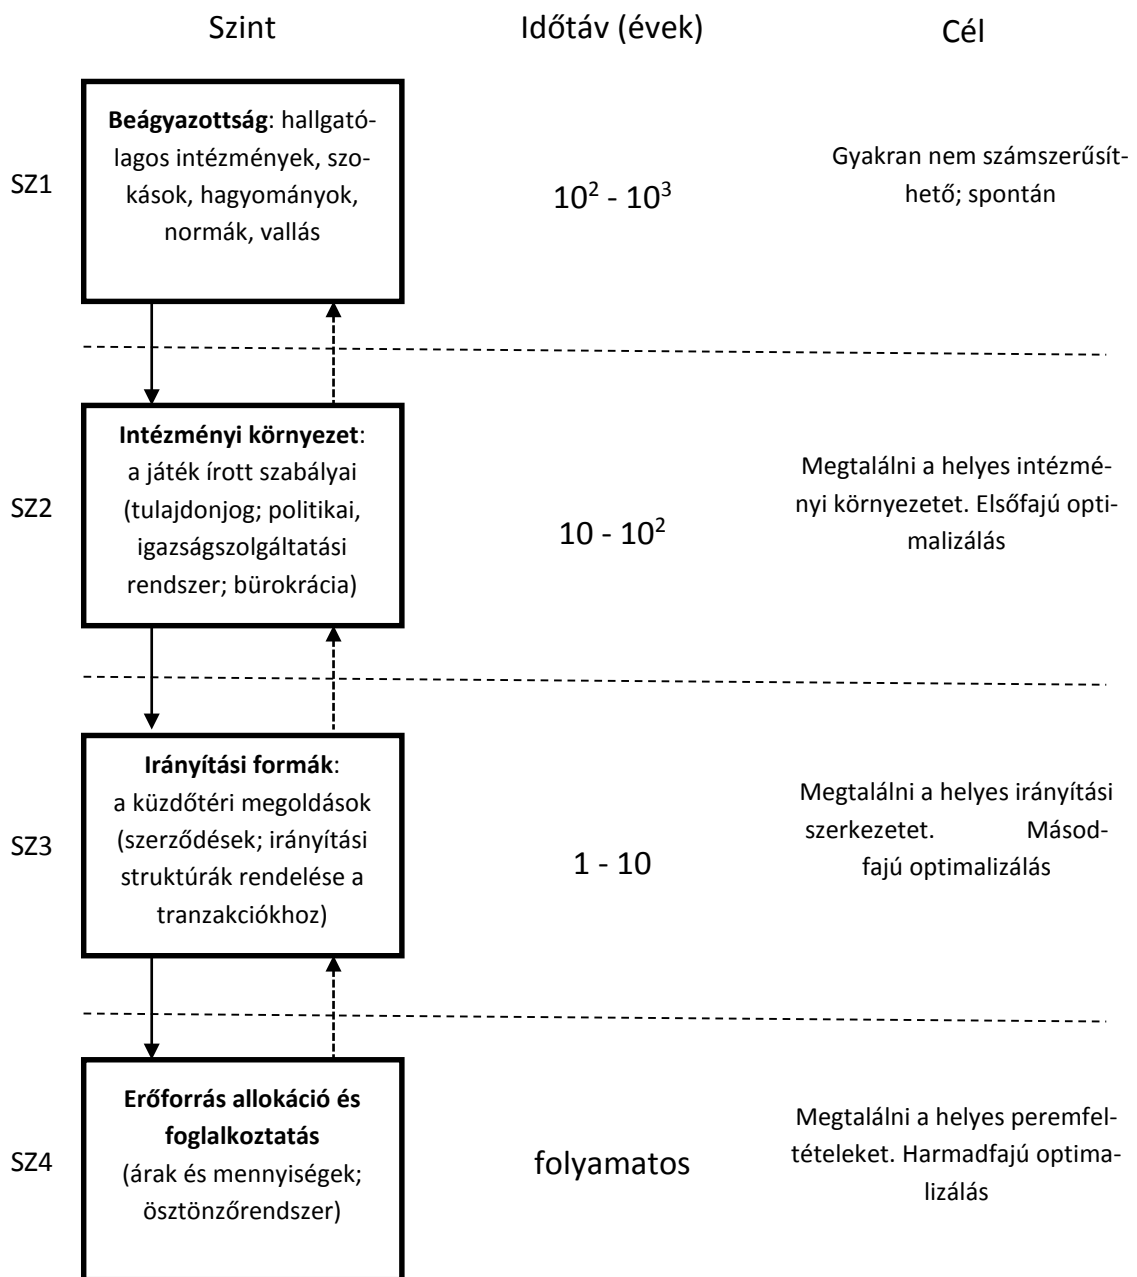 Szint Időtáv (évek) Cél
SZ1
Beágyazottság: hallgató-
lagos intézmények, szo-
kások, hagyományok,
normák, vallás
10² - 10³
Gyakran nem számszerűsít-
hető; spontán
SZ2
Intézményi környezet:
a játék írott szabályai
(tulajdonjog; politikai,
igazságszolgáltatási
rendszer; bürokrácia)
10 - 10²
Megtalálni a helyes intézmé-
nyi környezetet. Elsőfajú opti-
malizálás
SZ3
Irányítási formák:
a küzdőtéri megoldások
(szerződések; irányítási
struktúrák rendelése a
tranzakciókhoz)
1 - 10
Megtalálni a helyes irányítási
szerkezetet. Másod-
fajú optimalizálás
SZ4
Erőforrás allokáció és
foglalkoztatás
(árak és mennyiségek;
ösztönzőrendszer)
folyamatos
Megtalálni a helyes peremfel-
tételeket. Harmadfajú optima-
lizálás